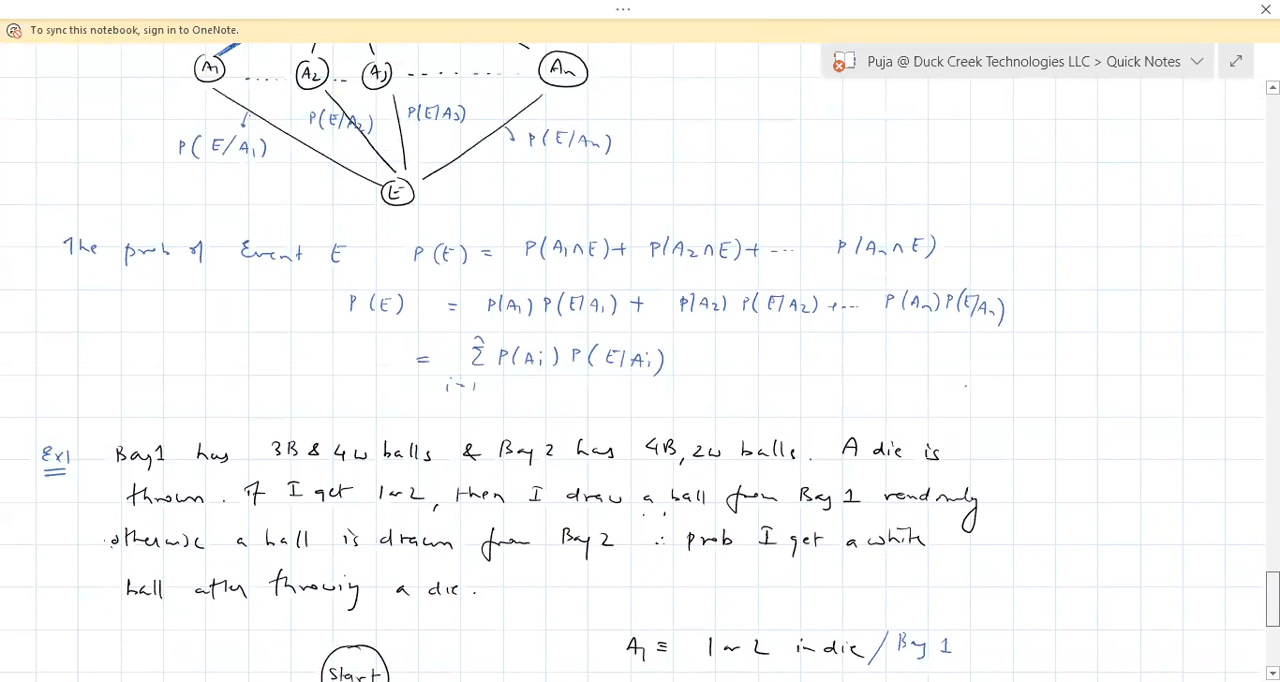 ...
To sync this notebook, sign in to OneNote.
Puja @ Duck Creek Technologies LLC > Quick Notes
A1 .... A2 ... AJ ...... An
P(E/A1) P(E/A2) P(E/AJ) P(E/An)
E
The prob of Event E P(E) = P(A1∩E)+ P(A2∩E)+ ... P(An∩E)
P(E) = P(A1) P(E/A1) + P(A2) P(E/A2) +... P(An)P(E/An)
= n Σ i=1 P(Ai) P(E/Ai)
Ex1 Bag1 has 3B & 4w balls & Bag 2 has 4B, 2w balls. A die is
thrown. If I get 1 or 2, then I draw a ball from Bag 1 randomly
otherwise a ball is drawn from Bag 2 ∴ prob I get a white
ball after throwing a die.
Start
A1 ≡ 1 or 2 in die / Bag 1